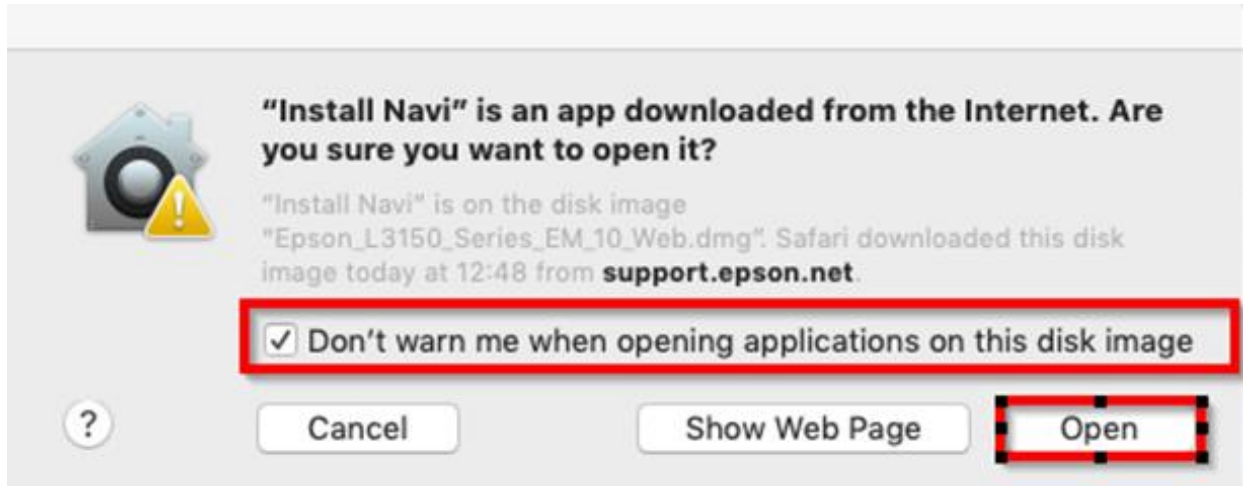 “Install Navi” is an app downloaded from the Internet. Are
you sure you want to open it?
“Install Navi” is on the disk image
“Epson_L3150_Series_EM_10_Web.dmg”. Safari downloaded this disk
image today at 12:48 from support.epson.net.
Don’t warn me when opening applications on this disk image
? Cancel Show Web Page Open